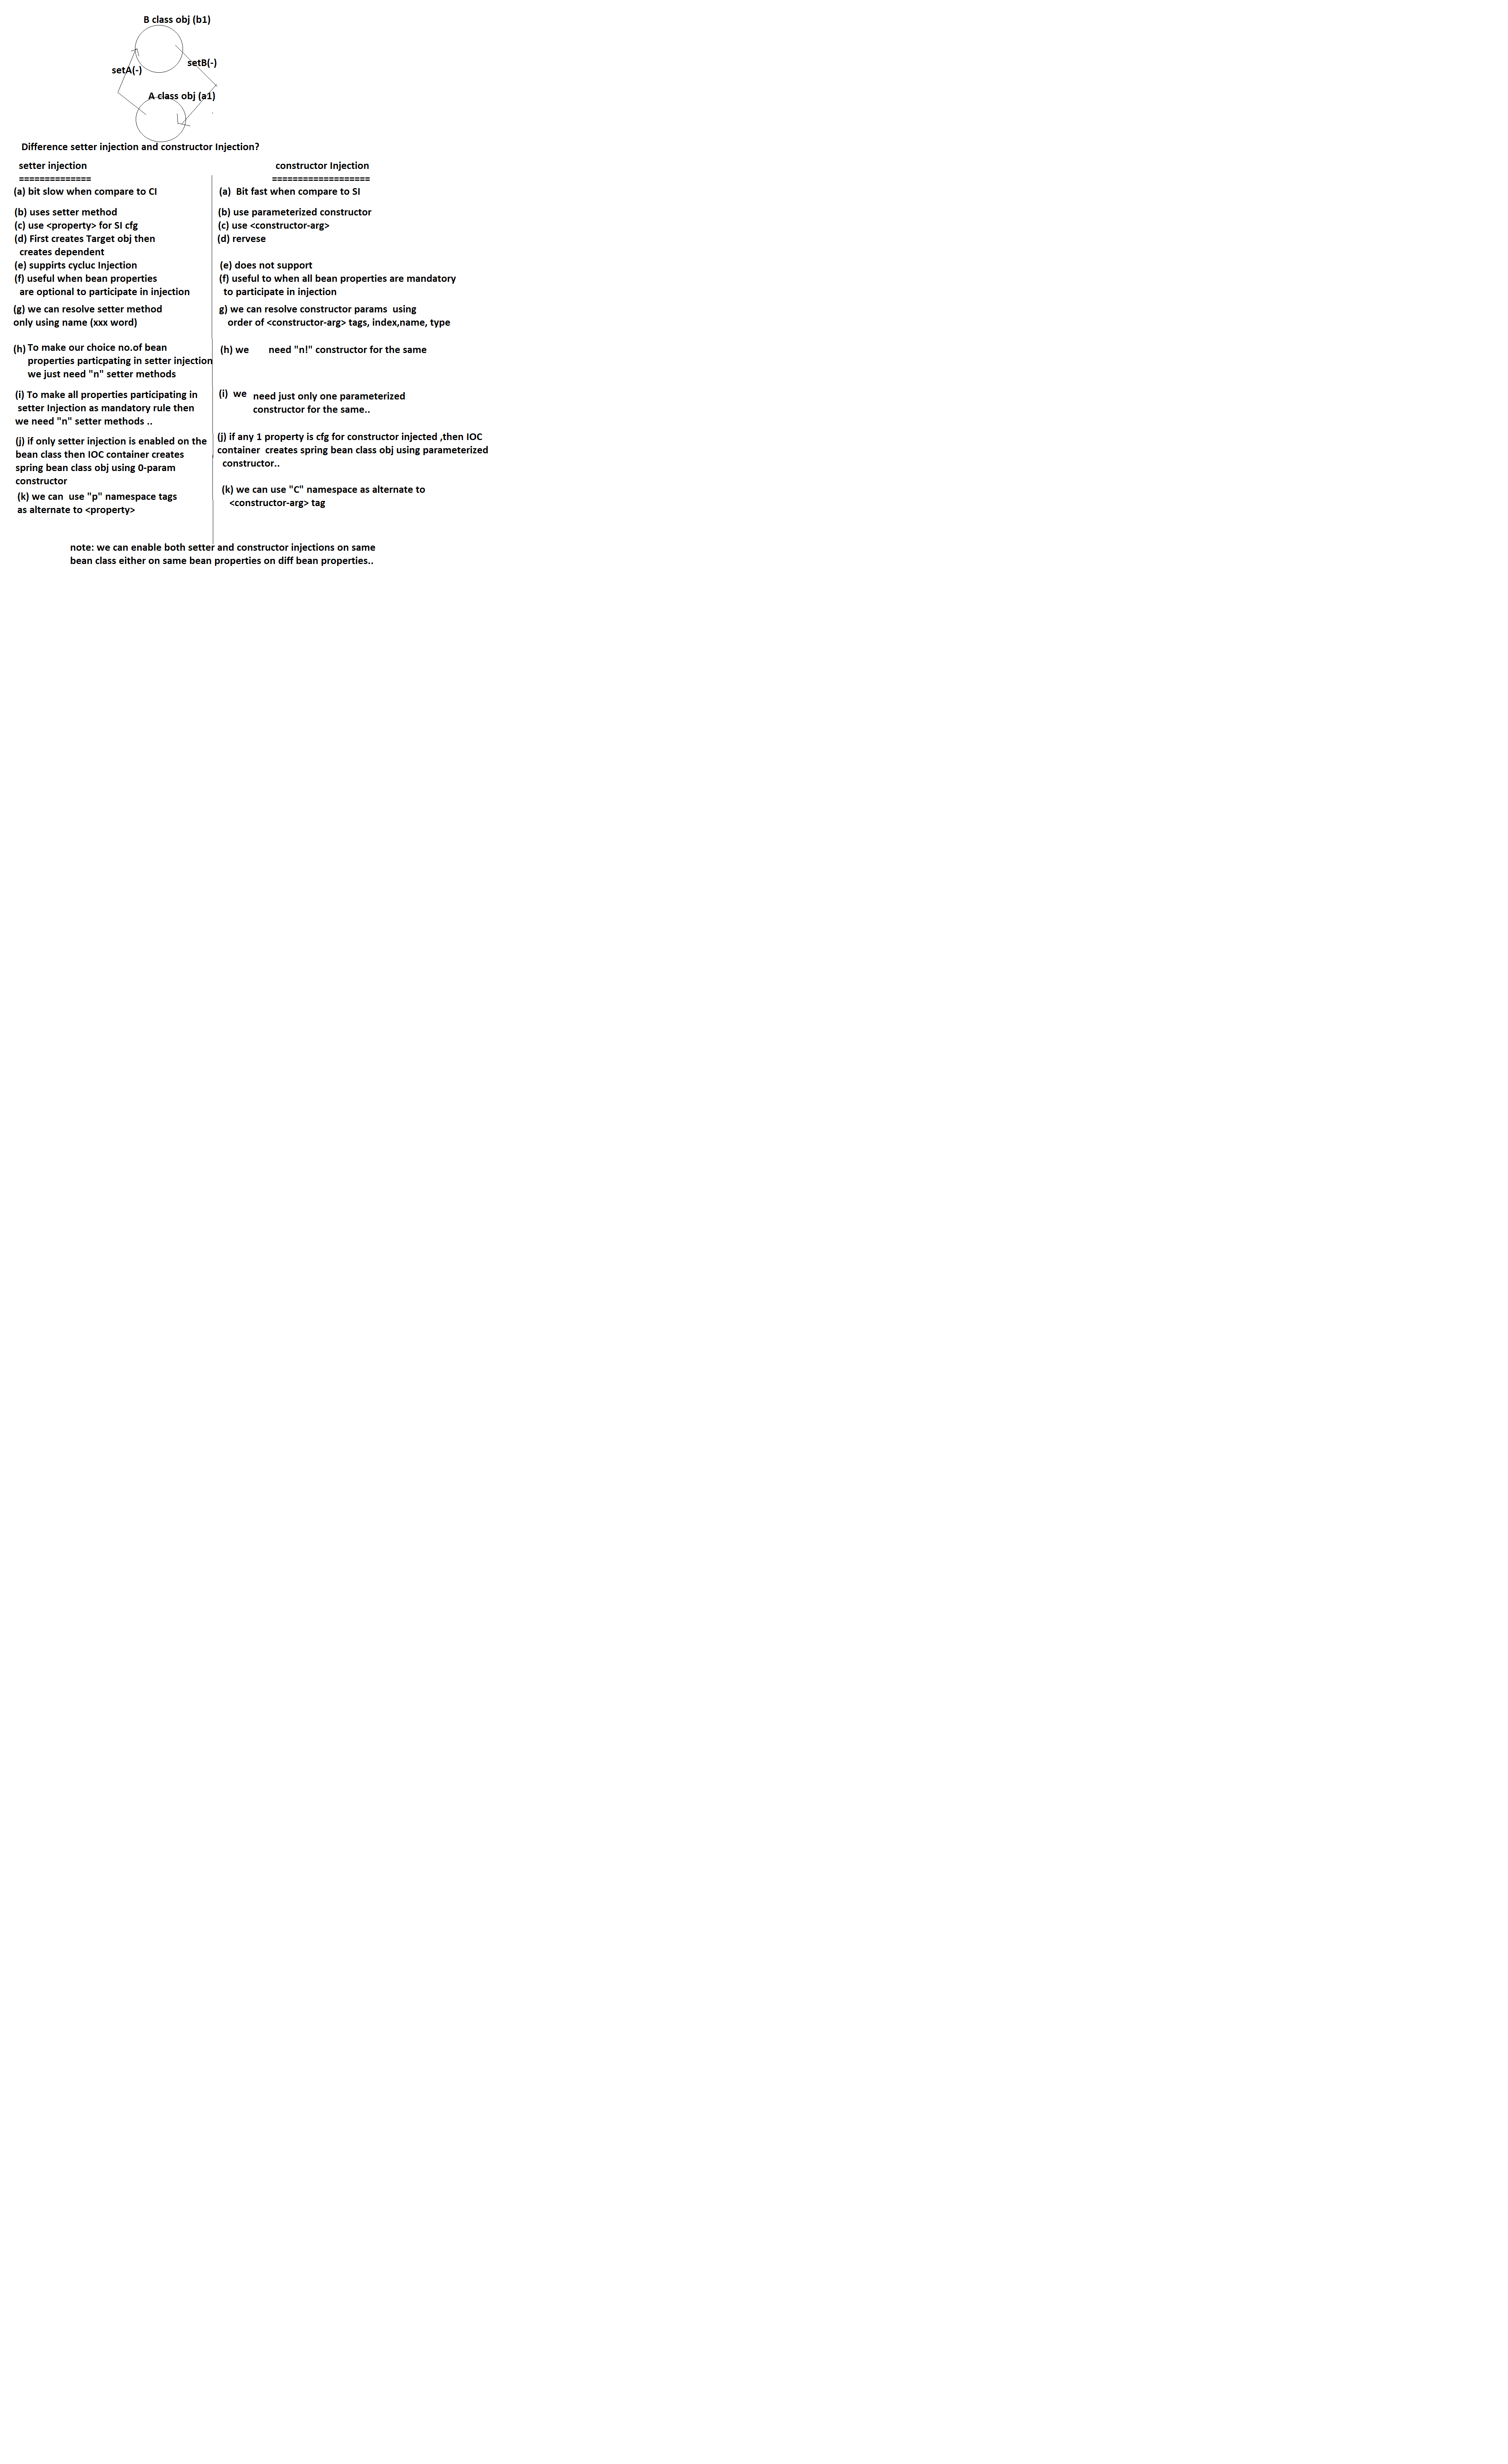 B class obj (b1)
setB(-)
setA(-)
A class obj (a1)
Difference setter injection and constructor Injection?
setter injection
==============
(a) bit slow when compare to CI
(b) uses setter method
(c) use <property> for SI cfg
(d) First creates Target obj then
creates dependent
(e) suppirts cycluc Injection
(f) useful when bean properties
are optional to participate in injection
(g) we can resolve setter method
only using name (xxx word)
(h) To make our choice no.of bean
properties particpating in setter injection
we just need "n" setter methods
(i) To make all properties participating in
setter Injection as mandatory rule then
we need "n" setter methods ..
(j) if only setter injection is enabled on the
bean class then IOC container creates
spring bean class obj using 0-param
constructor
(k) we can use "p" namespace tags
as alternate to <property>
constructor Injection
===================
(a) Bit fast when compare to SI
(b) use parameterized constructor
(c) use <constructor-arg>
(d) rervese
(e) does not support
(f) useful to when all bean properties are mandatory
to participate in injection
g) we can resolve constructor params using
order of <constructor-arg> tags, index,name, type
(h) we need "n!" constructor for the same
(i) we need just only one parameterized
constructor for the same..
(j) if any 1 property is cfg for constructor injected ,then IOC
container creates spring bean class obj using parameterized
constructor..
(k) we can use "C" namespace as alternate to
<constructor-arg> tag
note: we can enable both setter and constructor injections on same
bean class either on same bean properties on diff bean properties..